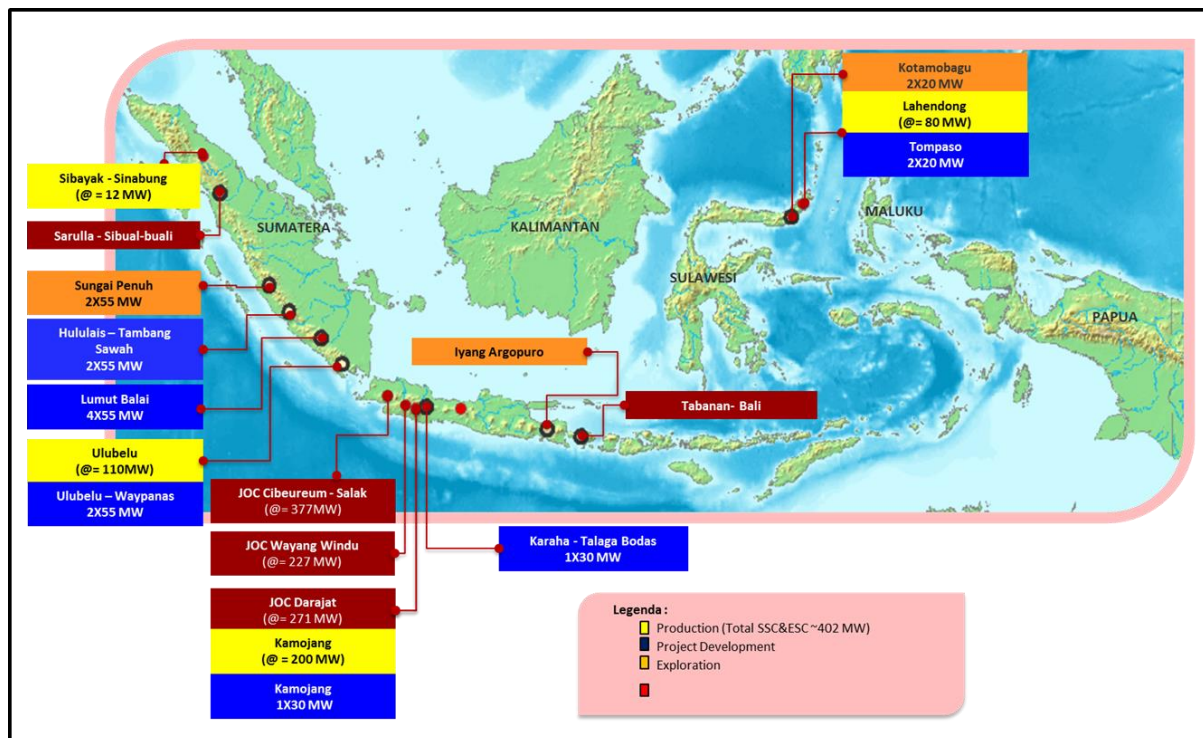 Kotamobagu
2X20 MW
Lahendong
(@= 80 MW)
Tompaso
2X20 MW
Sibayak - Sinabung
(@ = 12 MW)
Sarulla - Sibual-buali
Sungai Penuh
2X55 MW
Hululais – Tambang
Sawah
2X55 MW
Lumut Balai
4X55 MW
Ulubelu
(@= 110MW)
Ulubelu – Waypanas
2X55 MW
SUMATERA
KALIMANTAN
SULAWESI
MALUKU
PAPUA
Iyang Argopuro
Tabanan- Bali
JOC Cibeureum - Salak
(@= 377MW)
JOC Wayang Windu
(@= 227 MW)
JOC Darajat
(@= 271 MW)
Kamojang
(@ = 200 MW)
Kamojang
1X30 MW
Karaha - Talaga Bodas
1X30 MW
Legenda :
Production (Total SSC&ESC ~402 MW)
Project Development
Exploration